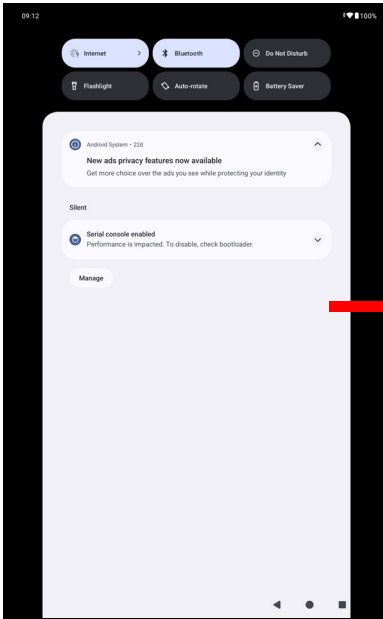 09:12
100%
Internet
Bluetooth
Do Not Disturb
Flashlight
Auto-rotate
Battery Saver
Android System • 22d
New ads privacy features now available
Get more choice over the ads you see while protecting your identity
Silent
Serial console enabled
Performance is impacted. To disable, check bootloader.
Manage